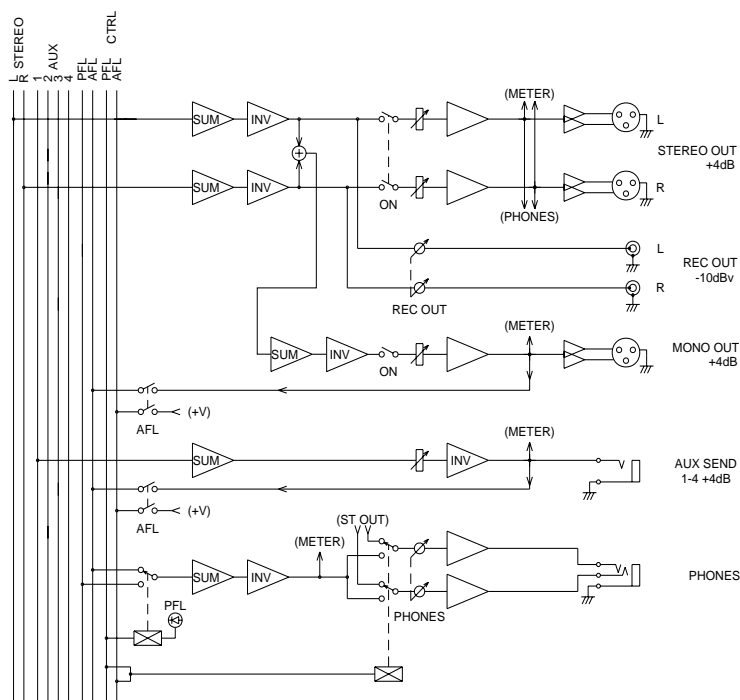 L STEREO
R
1
2 AUX
3
4
PFL
AFL
PFL CTRL
AFL
(METER)
SUM INV L
STEREO OUT
+4dB
SUM INV R
ON
(PHONES)
L
REC OUT
-10dBv
R
REC OUT
(METER)
SUM INV MONO OUT
ON +4dB
(+V)
AFL
(METER)
SUM INV AUX SEND
1-4 +4dB
(+V)
AFL
(ST OUT)
(METER)
SUM INV PHONES
PFL PHONES